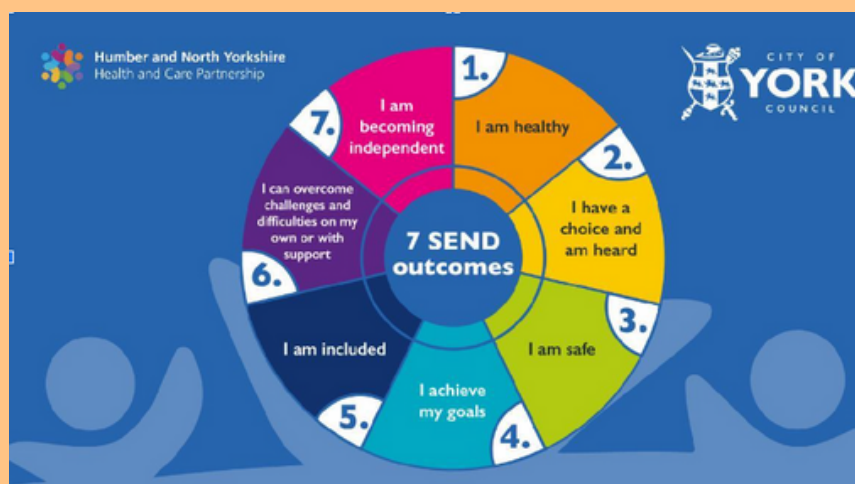 Humber and North Yorkshire
Health and Care Partnership
CITY OF
YORK
COUNCIL
7 SEND
outcomes
1.
I am healthy
2.
I have a
choice and
am heard
3.
I am safe
4.
I achieve
my goals
5.
I am included
6.
I can overcome
challenges and
difficulties on my
own or with
support
7.
I am
becoming
independent